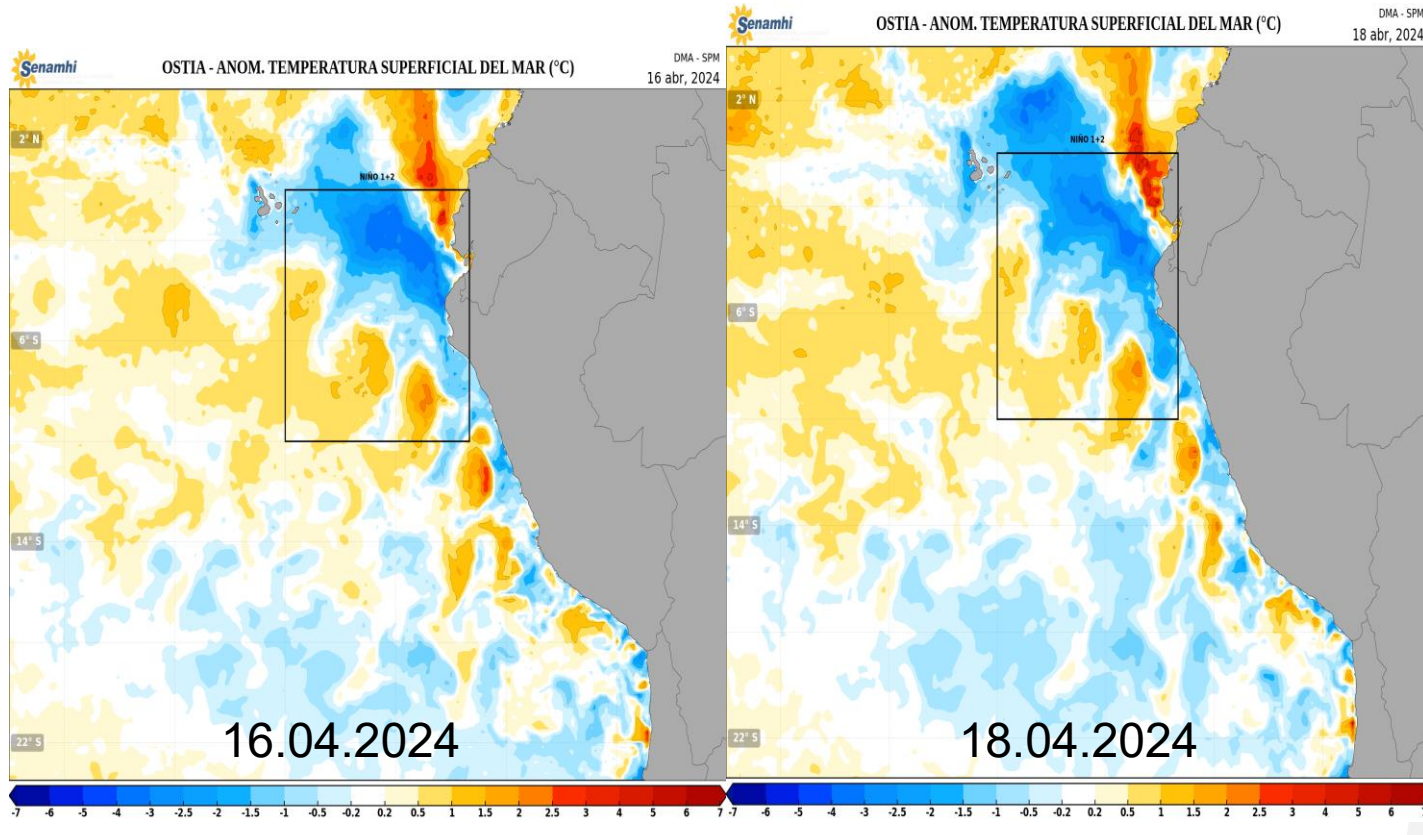 Senamhi
OSTIA - ANOM. TEMPERATURA SUPERFICIAL DEL MAR (°C)
DMA - SPM
16 abr, 2024
2° N
NIÑO 1+2
6° S
14° S
22° S
16.04.2024
-7 -6 -5 -4 -3 -2.5 -2 -1.5 -1 -0.5 -0.2 0.2 0.5 1 1.5 2 2.5 3 4 5 6 7
Senamhi
OSTIA - ANOM. TEMPERATURA SUPERFICIAL DEL MAR (°C)
DMA - SPM
18 abr, 2024
2° N
NIÑO 1+2
6° S
14° S
22° S
18.04.2024
-7 -6 -5 -4 -3 -2.5 -2 -1.5 -1 -0.5 -0.2 0.2 0.5 1 1.5 2 2.5 3 4 5 6